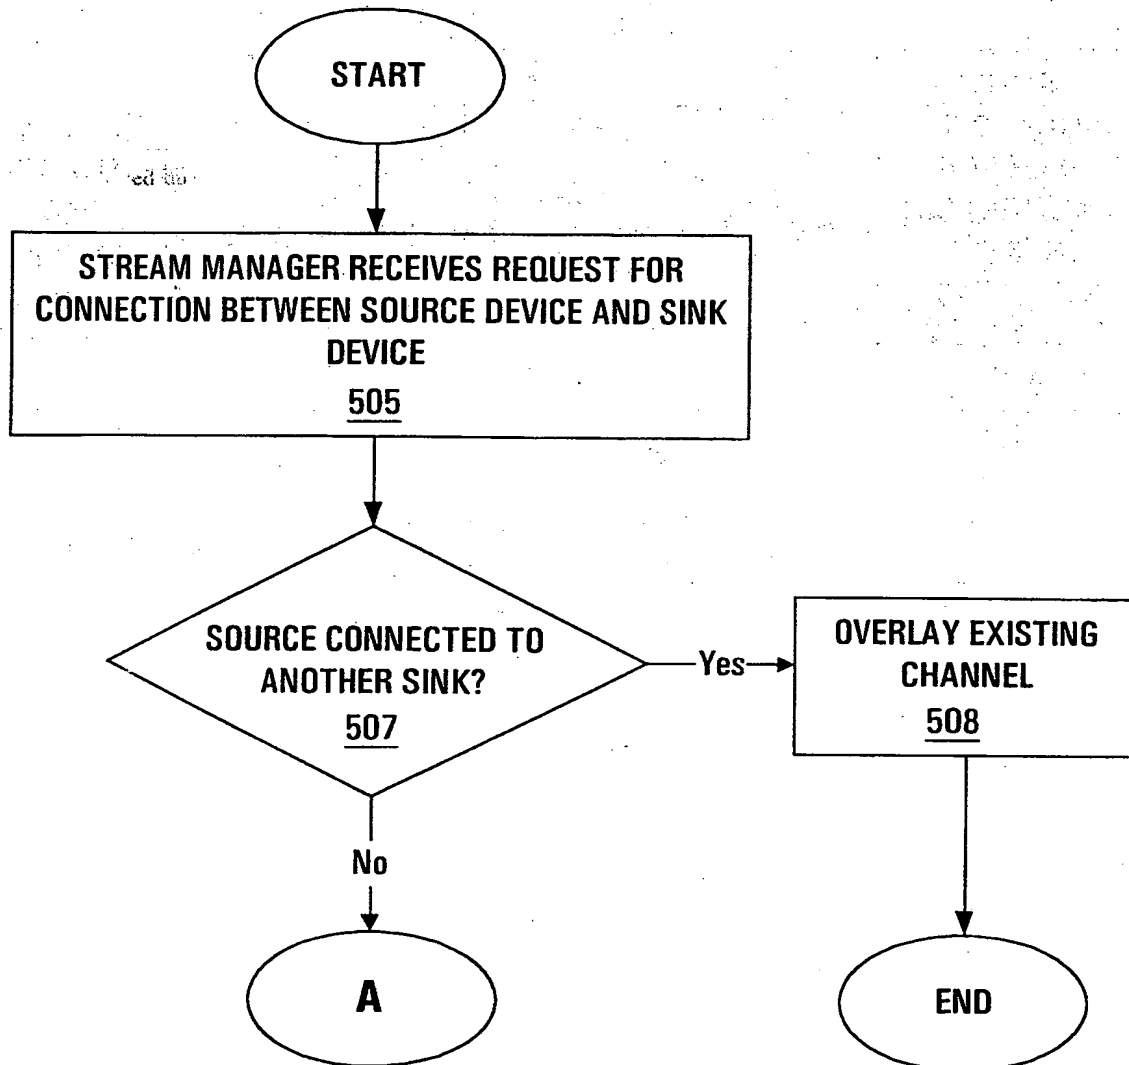 START
STREAM MANAGER RECEIVES REQUEST FOR
CONNECTION BETWEEN SOURCE DEVICE AND SINK
DEVICE
505
SOURCE CONNECTED TO
ANOTHER SINK?
507
Yes
OVERLAY EXISTING
CHANNEL
508
No
A
END